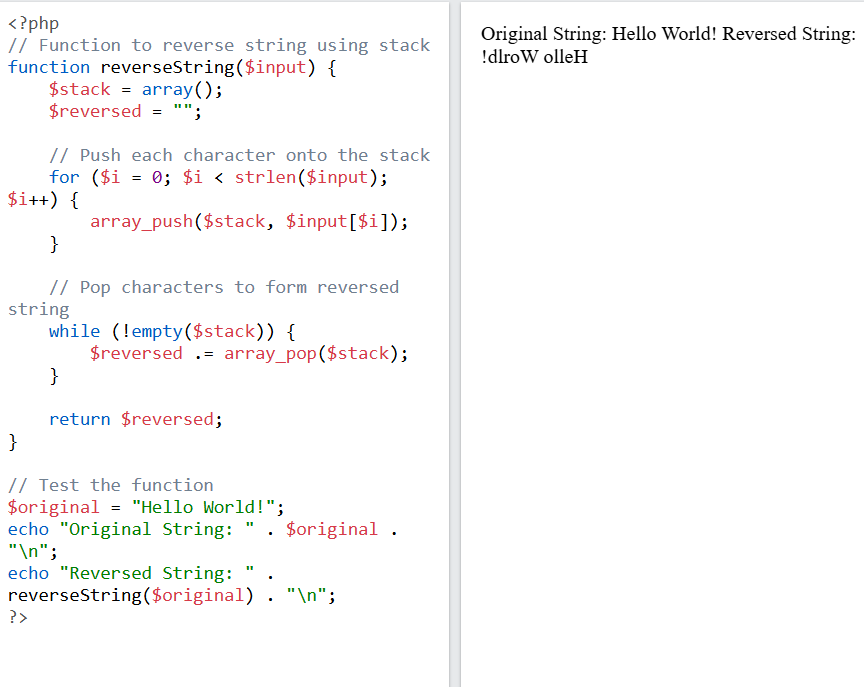 <?php
// Function to reverse string using stack
function reverseString($input) {
    $stack = array();
    $reversed = "";

    // Push each character onto the stack
    for ($i = 0; $i < strlen($input);
$i++) {
        array_push($stack, $input[$i]);
    }

    // Pop characters to form reversed
string
    while (!empty($stack)) {
        $reversed .= array_pop($stack);
    }

    return $reversed;
}

// Test the function
$original = "Hello World!";
echo "Original String: " . $original .
"\n";
echo "Reversed String: " .
reverseString($original) . "\n";
?>
Original String: Hello World! Reversed String:
!dlroW olleH